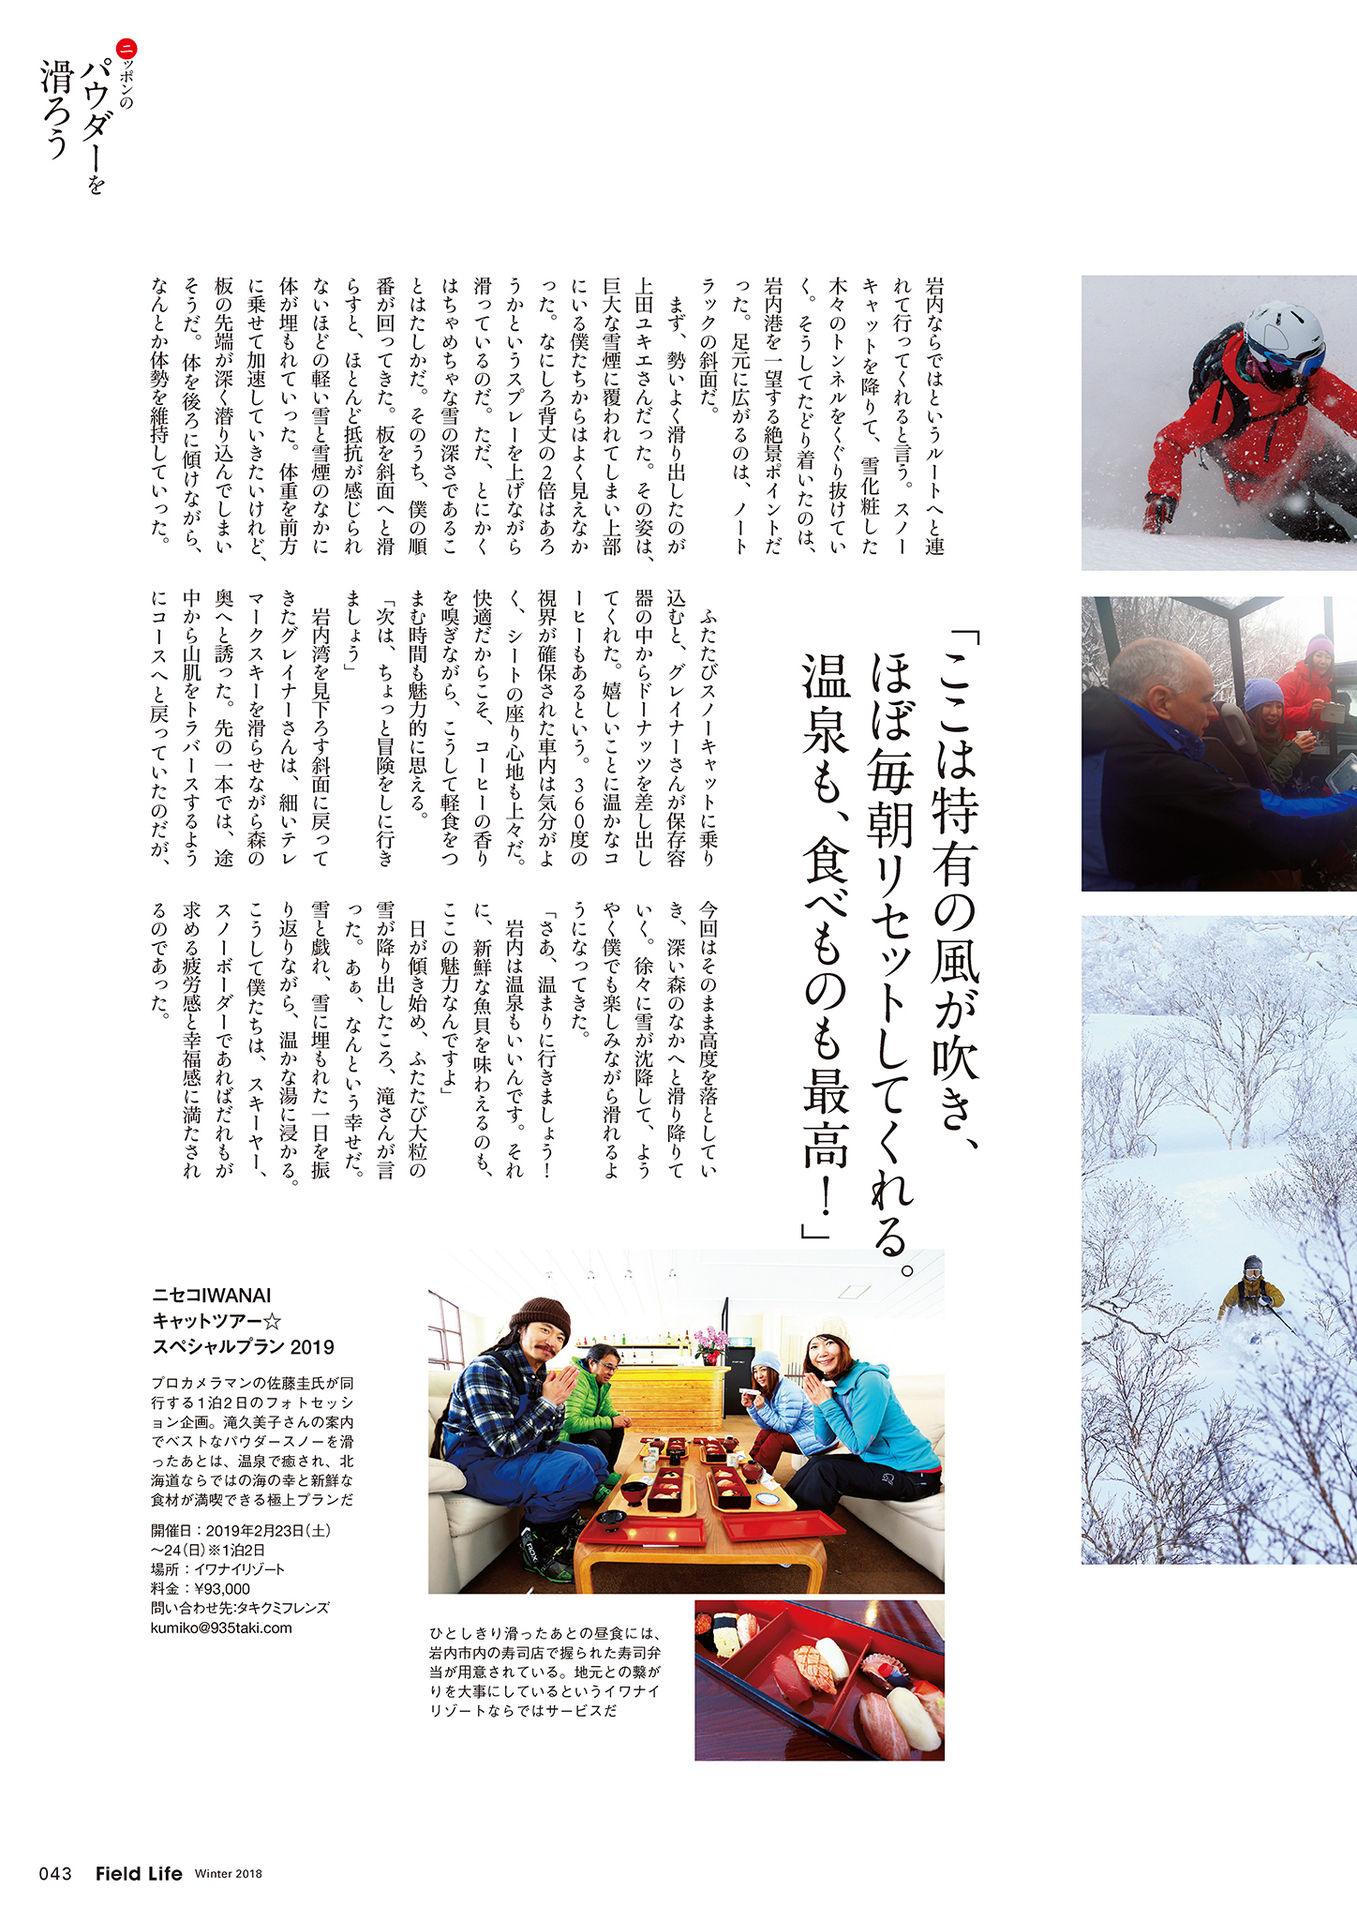 ニッポンの
パウダーを
滑ろう
岩内ならではというルートへと連
れて行ってくれると言う。スノー
キャットを降りて、雪化粧した
木々のトンネルをくぐり抜けてい
く。そうしてたどり着いたのは、
岩内港を一望する絶景ポイントだ
った。足元に広がるのは、ノート
ラックの斜面だ。
まず、勢いよく滑り出したのが
上田ユキエさんだった。その姿は、
巨大な雪煙に覆われてしまい上部
にいる僕たちからはよく見えなか
った。なにしろ背丈の2倍はあろ
うかというスプレーを上げながら
滑っているのだ。ただ、とにかく
はちゃめちゃな雪の深さであるこ
とはたしかだ。そのうち、僕の順
番が回ってきた。板を斜面へと滑
らすと、ほとんど抵抗が感じられ
ないほどの軽い雪と雪煙のなかに
体が埋もれていった。体重を前方
に乗せて加速していきたいけれど、
板の先端が深く潜り込んでしまい
そうだ。体を後ろに傾けながら、
なんとか体勢を維持していった。
「ここは特有の風が吹き、
ほぼ毎朝リセットしてくれる。
温泉も、食べものも最高！」
ふたたびスノーキャットに乗り
込むと、グレイナーさんが保存容
器の中からドーナッツを差し出し
てくれた。嬉しいことに温かなコ
ーヒーもあるという。360度の
視界が確保された車内は気分がよ
く、シートの座り心地も上々だ。
快適だからこそ、コーヒーの香り
を嗅ぎながら、こうして軽食をつ
まむ時間も魅力的に思える。
「次は、ちょっと冒険をしに行き
ましょう」
岩内湾を見下ろす斜面に戻って
きたグレイナーさんは、細いテレ
マークスキーを滑らせながら森の
奥へと誘った。先の一本では、途
中から山肌をトラバースするよう
にコースへと戻っていたのだが、
今回はそのまま高度を落としてい
き、深い森のなかへと滑り降りて
いく。徐々に雪が沈降して、よう
やく僕でも楽しみながら滑れるよ
うになってきた。
「さあ、温まりに行きましょう！
岩内は温泉もいいんです。それ
に、新鮮な魚貝を味わえるのも、
ここの魅力なんですよ」
日が傾き始め、ふたたび大粒の
雪が降り出したころ、滝さんが言
った。あぁ、なんという幸せだ。
雪と戯れ、雪に埋もれた一日を振
り返りながら、温かな湯に浸かる。
こうして僕たちは、スキーヤー、
スノーボーダーであればだれもが
求める疲労感と幸福感に満たされ
るのであった。
ニセコIWANAI
キャットツアー☆
スペシャルプラン 2019
プロカメラマンの佐藤圭氏が同
行する1泊2日のフォトセッシ
ョン企画。滝久美子さんの案内
でベストなパウダースノーを滑
ったあとは、温泉で癒され、北
海道ならではの海の幸と新鮮な
食材が満喫できる極上プランだ
開催日：2019年2月23日（土）
〜24（日）※1泊2日
場所：イワナイリゾート
料金：¥93,000
問い合わせ先:タキクミフレンズ
kumiko@935taki.com
ひとしきり滑ったあとの昼食には、
岩内市内の寿司店で握られた寿司弁
当が用意されている。地元との繋が
りを大事にしているというイワナイ
リゾートならではサービスだ
043 Field Life Winter 2018